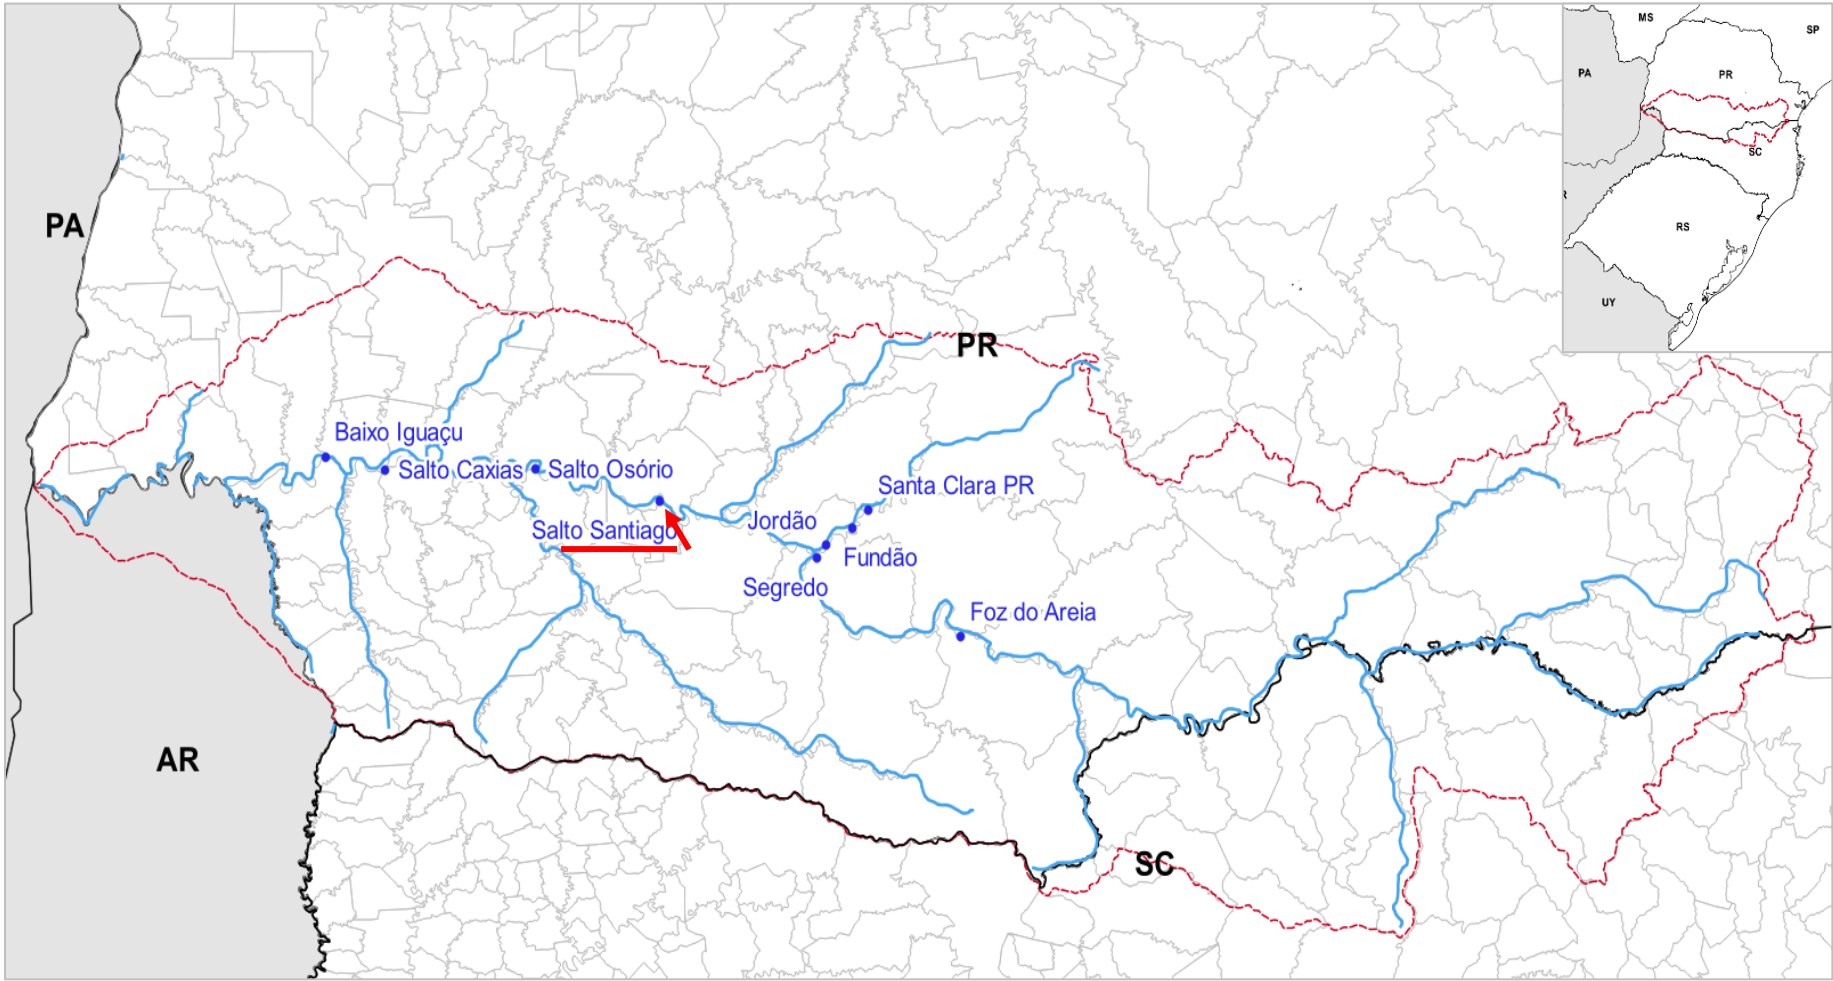 MS
SP
PA
PR
SC
R
RS
UY
PA
PR
Baixo Iguaçu
Salto Caxias
Salto Osório
Santa Clara PR
Jordão
Salto Santiago
Fundão
Segredo
Foz do Areia
AR
SC